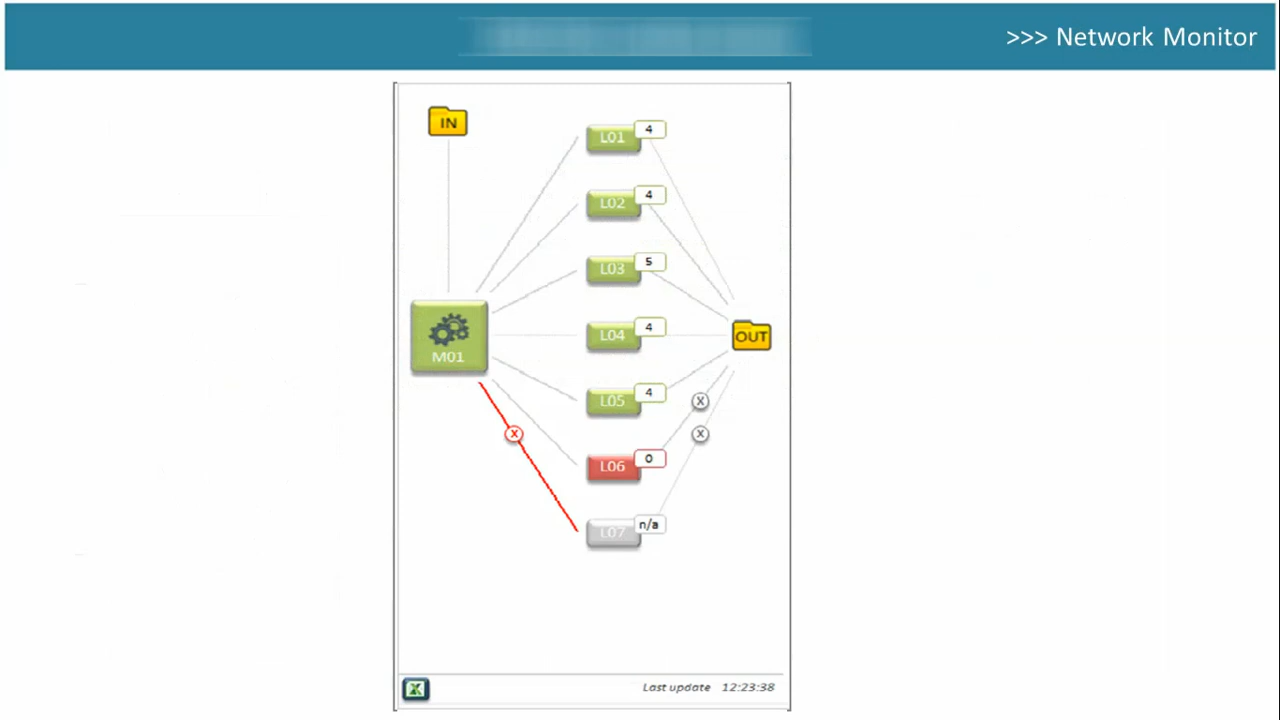 >>> Network Monitor
IN
L01 4
L02 4
L03 5
L04 4
M01
OUT
L05 4
X
X
X
L06 0
L07 n/a
Last update 12:23:38